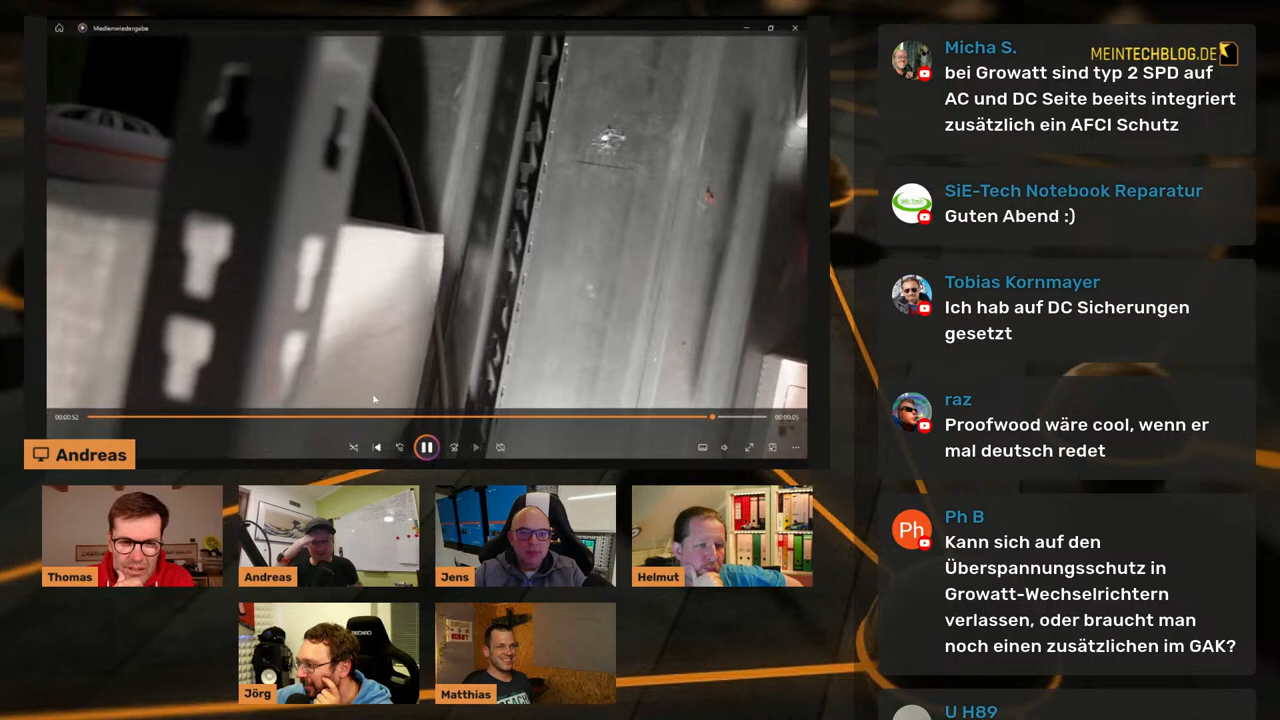 Medienwiedergabe
00:00:52
00:00:05
Andreas
Thomas
Andreas
Jens
Helmut
RECARO
HOBBY
Jörg
Matthias
MEINTECHBLOG.DE
Micha S.
bei Growatt sind typ 2 SPD auf
AC und DC Seite beeits integriert
zusätzlich ein AFCI Schutz
SiE-Tech Notebook Reparatur
Guten Abend :)
Tobias Kornmayer
Ich hab auf DC Sicherungen
gesetzt
raz
Proofwood wäre cool, wenn er
mal deutsch redet
Ph
Ph B
Kann sich auf den
Überspannungsschutz in
Growatt-Wechselrichtern
verlassen, oder braucht man
noch einen zusätzlichen im GAK?
U H89